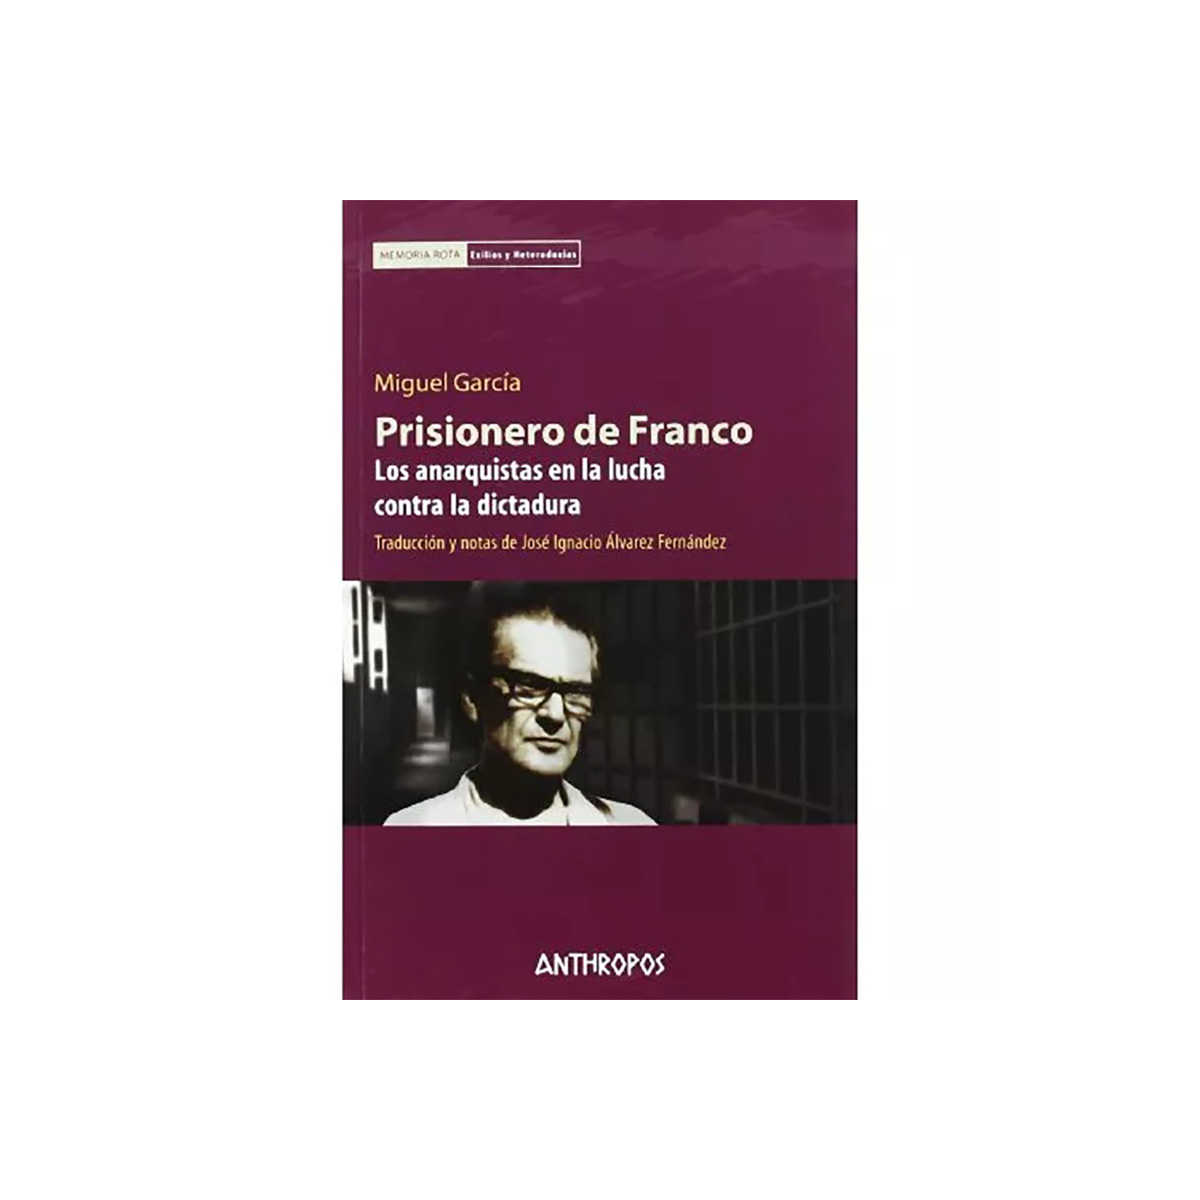 MEMORIA ROTA Exilios y Heterodoxias
Miguel García
Prisionero de Franco
Los anarquistas en la lucha
contra la dictadura
Traducción y notas de José Ignacio Álvarez Fernández
ANTHROPOS